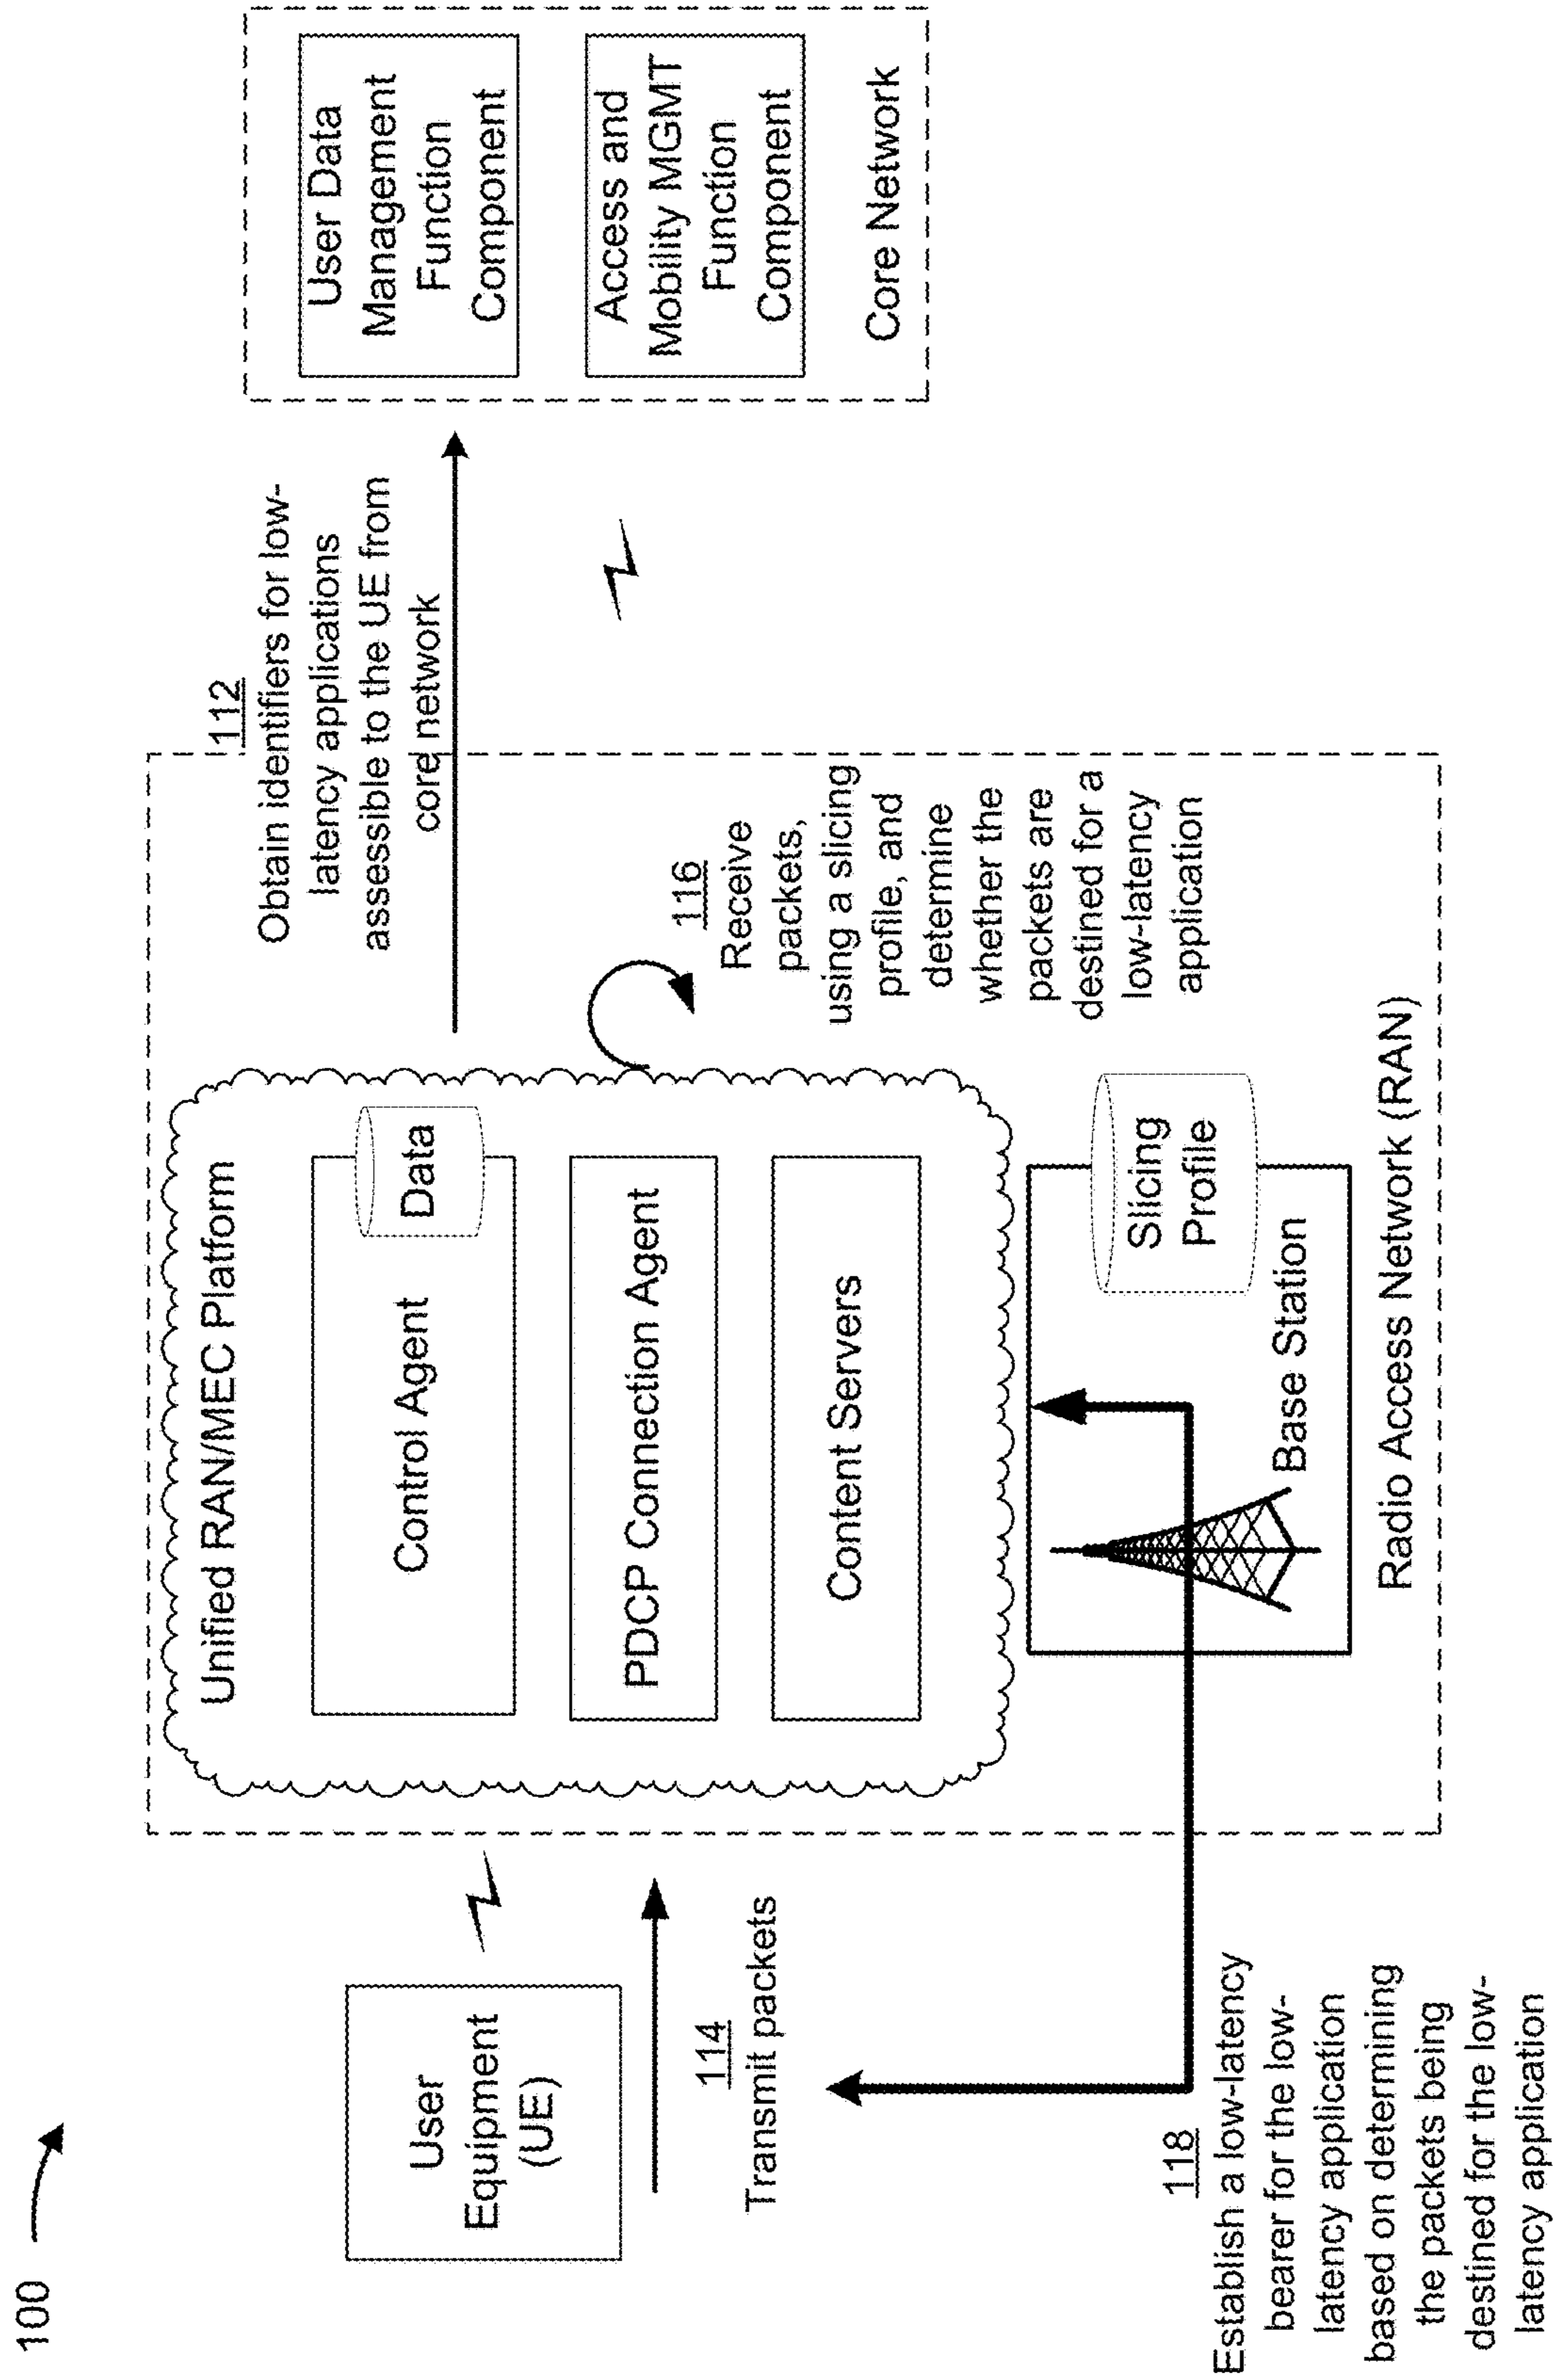 100
112
Obtain identifiers for low-
latency applications
assessible to the UE from
core network
User Data
Management
Function
Component
Access and
Mobility MGMT
Function
Component
Core Network
Unified RAN/MEC Platform
Control Agent
Data
PDCP Connection Agent
Content Servers
116
Receive
packets,
using a slicing
profile, and
determine
whether the
packets are
destined for a
low-latency
application
Slicing
Profile
Base Station
Radio Access Network (RAN)
User
Equipment
(UE)
114
Transmit packets
118
Establish a low-latency
bearer for the low-
latency application
based on determining
the packets being
destined for the low-
latency application